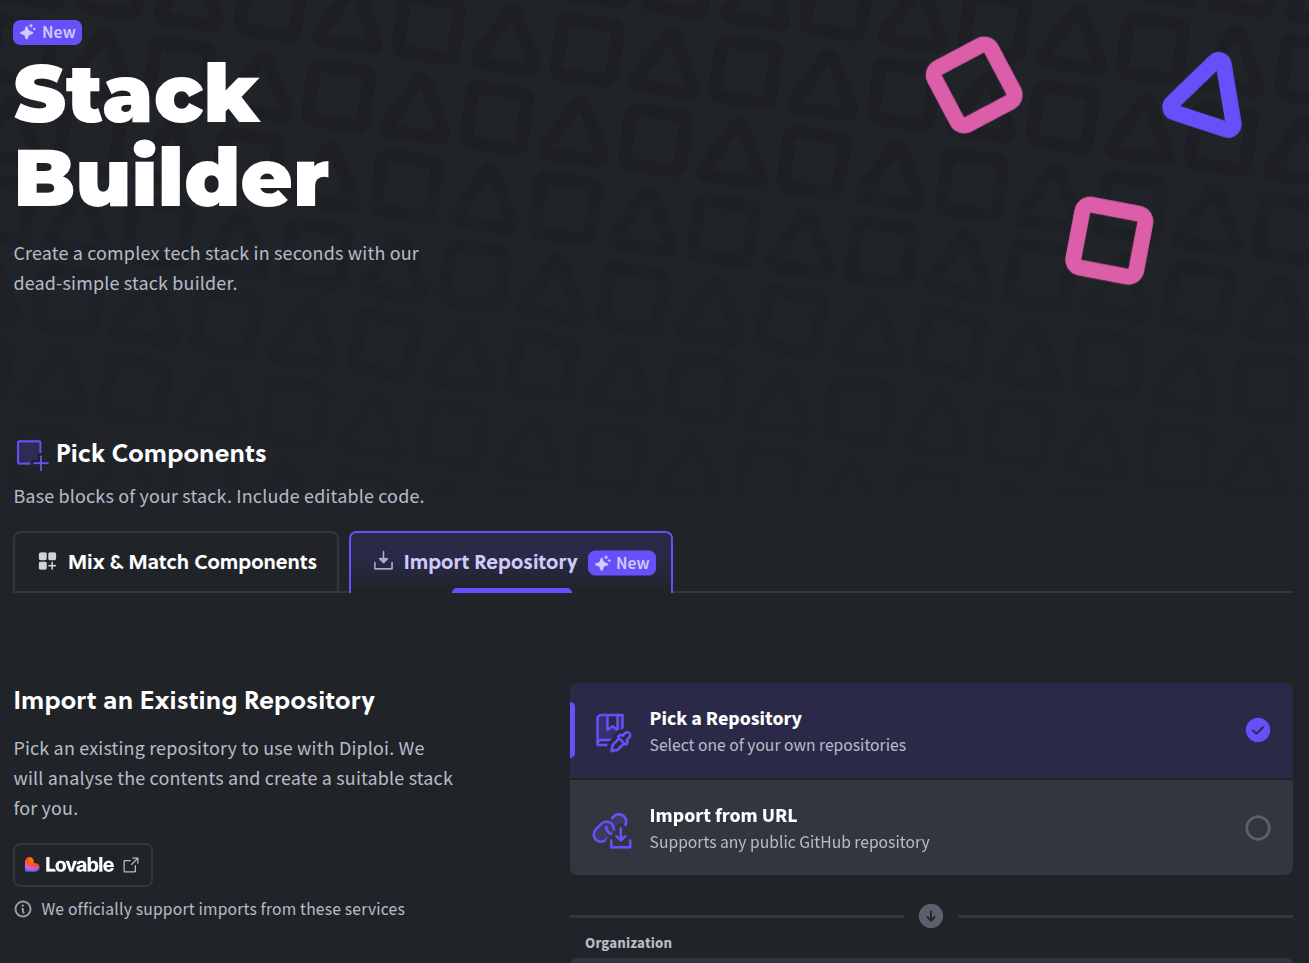 New
Stack
Builder
Create a complex tech stack in seconds with our
dead-simple stack builder.
Pick Components
Base blocks of your stack. Include editable code.
Mix & Match Components
Import Repository New
Import an Existing Repository
Pick an existing repository to use with Diploi. We
will analyse the contents and create a suitable stack
for you.
Lovable
We officially support imports from these services
Pick a Repository
Select one of your own repositories
Import from URL
Supports any public GitHub repository
Organization